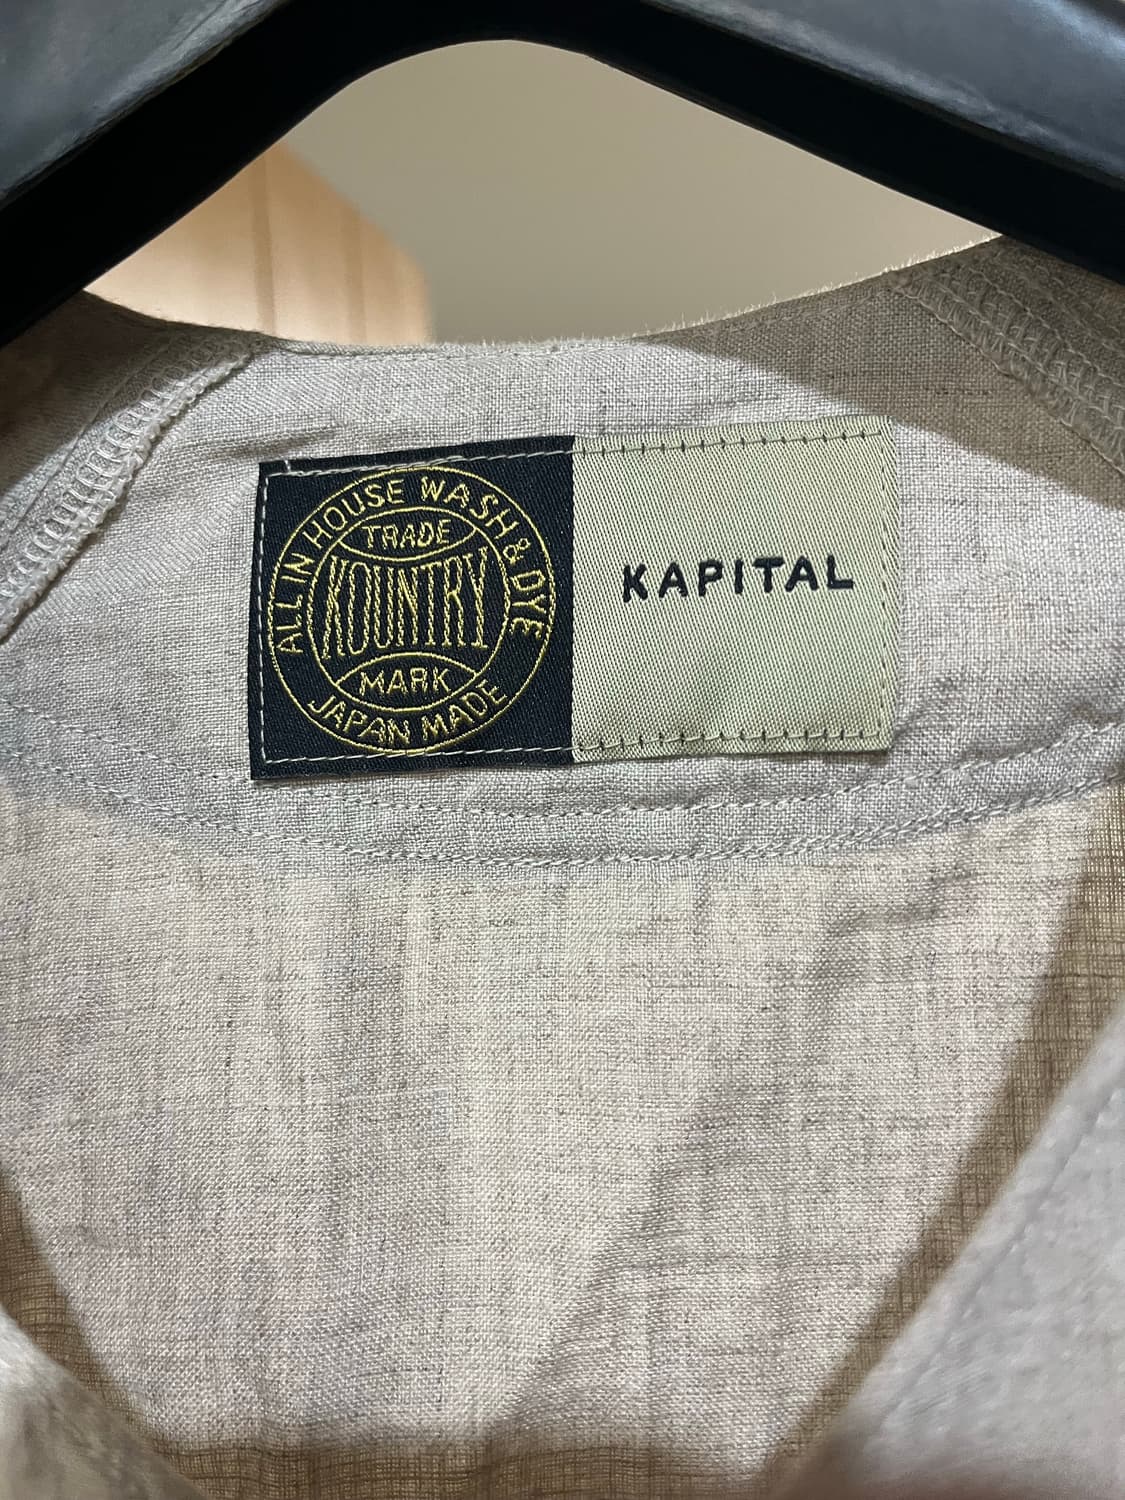 ALL IN HOUSE WASH & DYE
TRADE
KOUNTRY
MARK
JAPAN MADE
KAPITAL